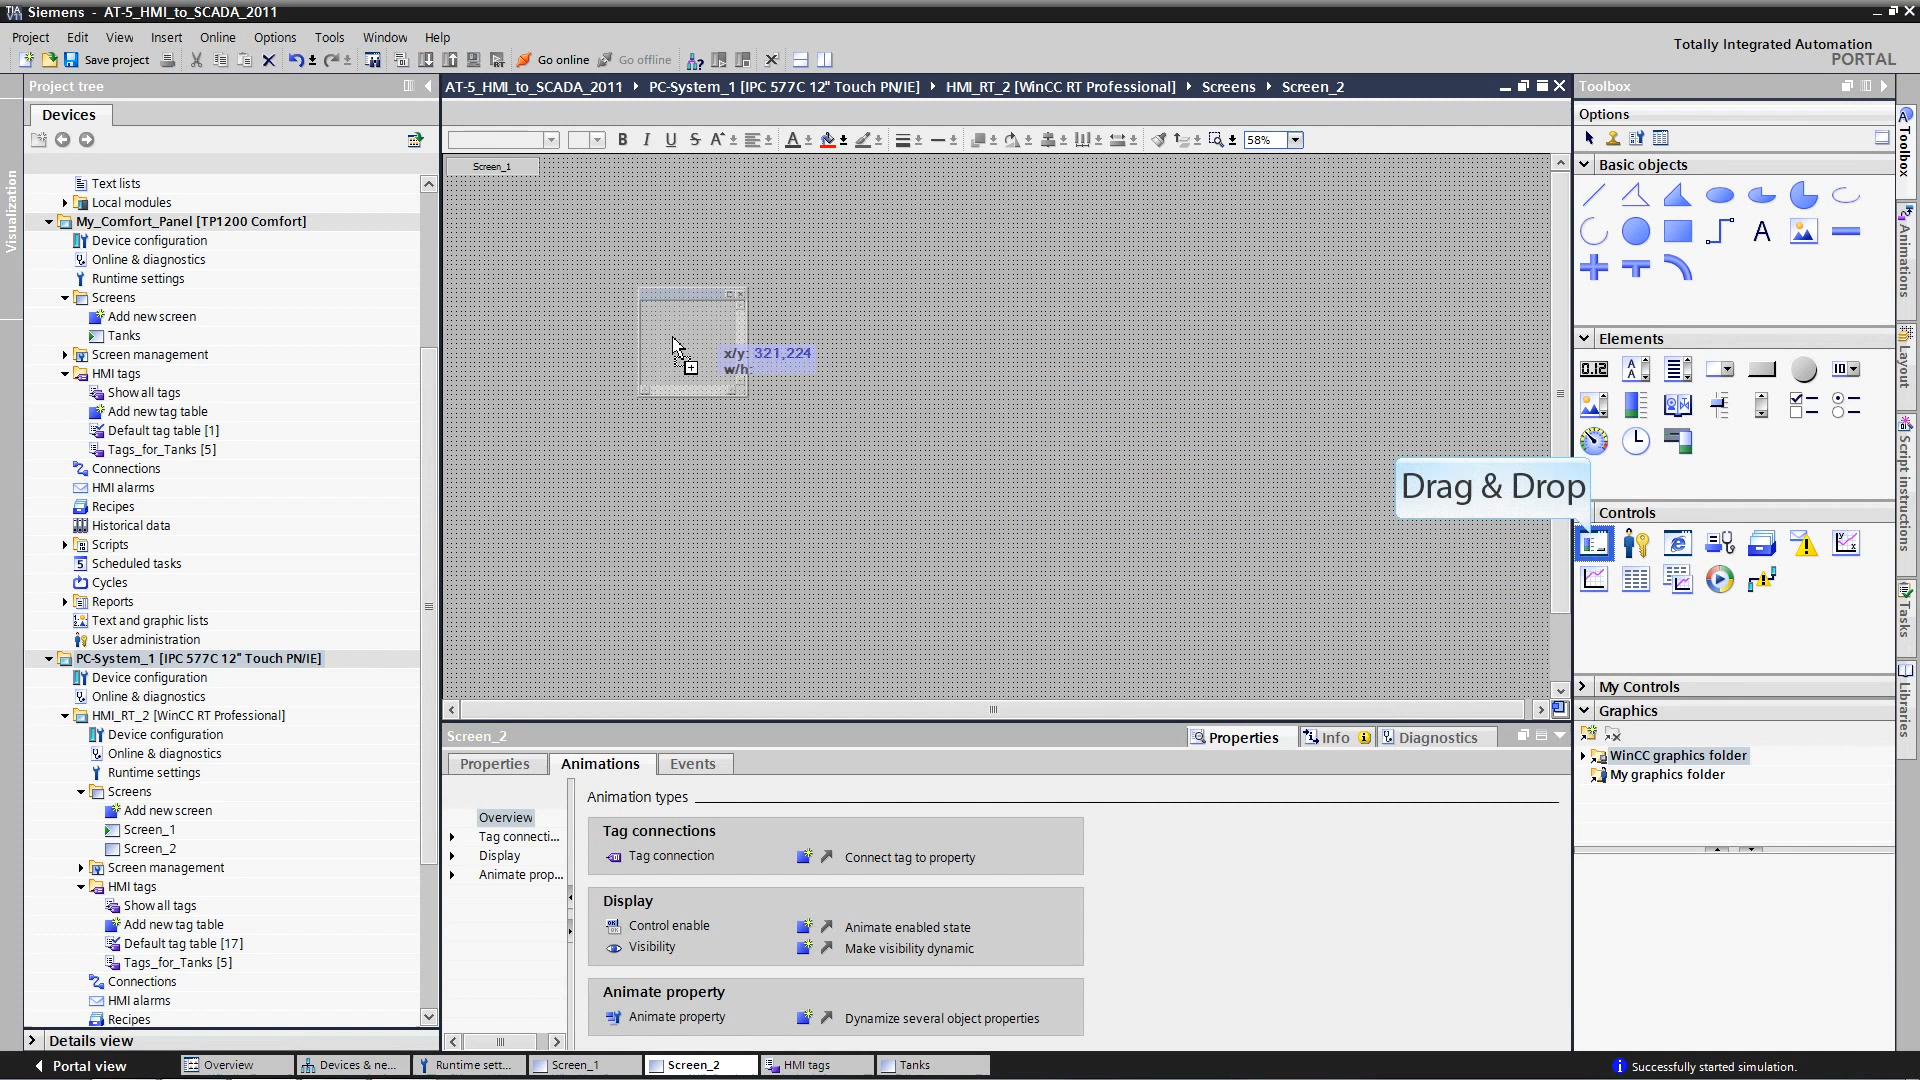 Siemens - AT-5_HMI_to_SCADA_2011
Project Edit View Insert Online Options Tools Window Help
Save project Go online Go offline
Totally Integrated Automation
PORTAL
Project tree
Devices
Visualization
Text lists
Local modules
My_Comfort_Panel [TP1200 Comfort]
Device configuration
Online & diagnostics
Runtime settings
Screens
Add new screen
Tanks
Screen management
HMI tags
Show all tags
Add new tag table
Default tag table [1]
Tags_for_Tanks [5]
Connections
HMI alarms
Recipes
Historical data
Scripts
Scheduled tasks
Cycles
Reports
Text and graphic lists
User administration
PC-System_1 [IPC 577C 12" Touch PN/IE]
Device configuration
Online & diagnostics
HMI_RT_2 [WinCC RT Professional]
Device configuration
Online & diagnostics
Runtime settings
Screens
Add new screen
Screen_1
Screen_2
Screen management
HMI tags
Show all tags
Add new tag table
Default tag table [17]
Tags_for_Tanks [5]
Connections
HMI alarms
Recipes
Details view
AT-5_HMI_to_SCADA_2011 PC-System_1 [IPC 577C 12" Touch PN/IE] HMI_RT_2 [WinCC RT Professional] Screens Screen_2
B I U S A A 58%
Screen_1
x/y: 321,224
w/h:
Drag & Drop
Screen_2
Properties Info Diagnostics
Properties Animations Events
Overview
Tag connecti...
Display
Animate prop...
Animation types
Tag connections
Tag connection Connect tag to property
Display
Control enable Animate enabled state
Visibility Make visibility dynamic
Animate property
Animate property Dynamize several object properties
Toolbox
Options
Basic objects
A
Elements
0.12
Controls
My Controls
Graphics
WinCC graphics folder
My graphics folder
Toolbox
Animations
Layout
Script instructions
Tasks
Libraries
Portal view Overview Devices & ne... Runtime sett... Screen_1 Screen_2 HMI tags Tanks
Successfully started simulation.